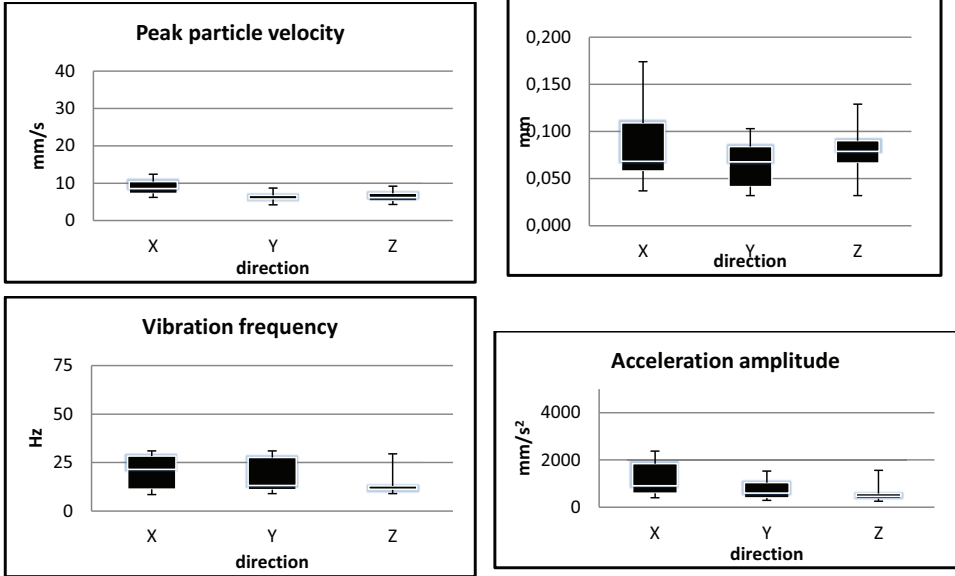 Peak particle velocity
mm/s
40
30
20
10
0
X Y Z
direction
mm
0,200
0,150
0,100
0,050
0,000
X Y Z
direction
Vibration frequency
Hz
75
50
25
0
X Y Z
direction
Acceleration amplitude
mm/s²
4000
2000
0
X Y Z
direction